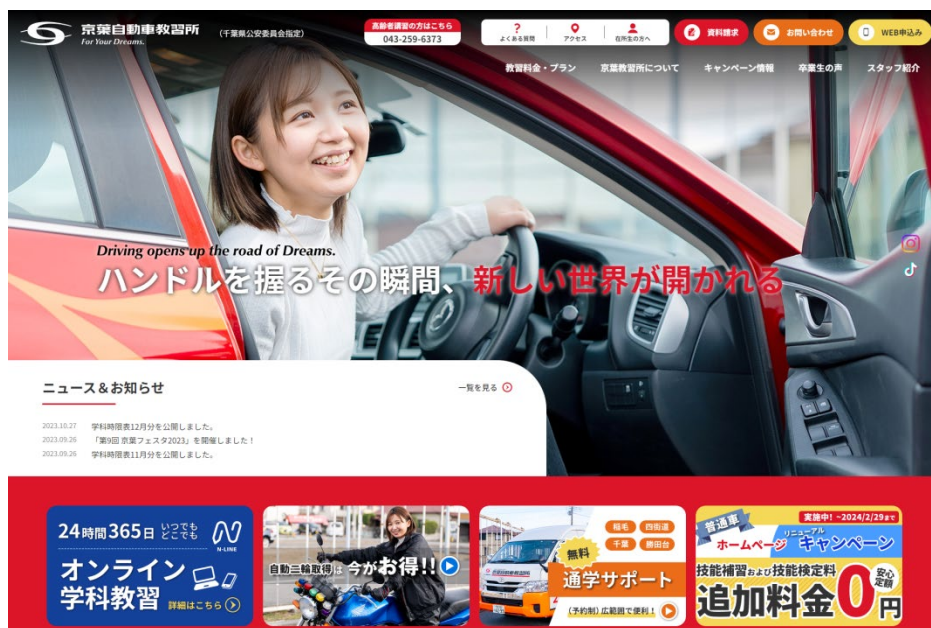 京葉自動車教習所
For Your Dreams.
(千葉県公安委員会指定)
高齢者講習の方はこちら
043-259-6373
?
よくある質問
アクセス
在所生の方へ
資料請求
お問い合わせ
WEB申込み
教習料金・プラン
京葉教習所について
キャンペーン情報
卒業生の声
スタッフ紹介
Driving opens up the road of Dreams.
ハンドルを握るその瞬間、新しい世界が開かれる
ニュース&お知らせ
一覧を見る
2023.10.27 学科時限表12月分を公開しました。
2023.09.26 「第9回 京葉フェスタ2023」を開催しました!
2023.09.26 学科時限表11月分を公開しました。
24時間365日 いつでも
どこでも
N-LINE
オンライン
学科教習
詳細はこちら
自動二輪取得は 今がお得!!
稲毛
四街道
千葉
勝田台
無料
通学サポート
(予約制)広範囲で便利!
実施中! ~2024/2/29まで
普通車
リニューアル
ホームページ キャンペーン
技能補習および技能検定料
安心
定額
追加料金0円